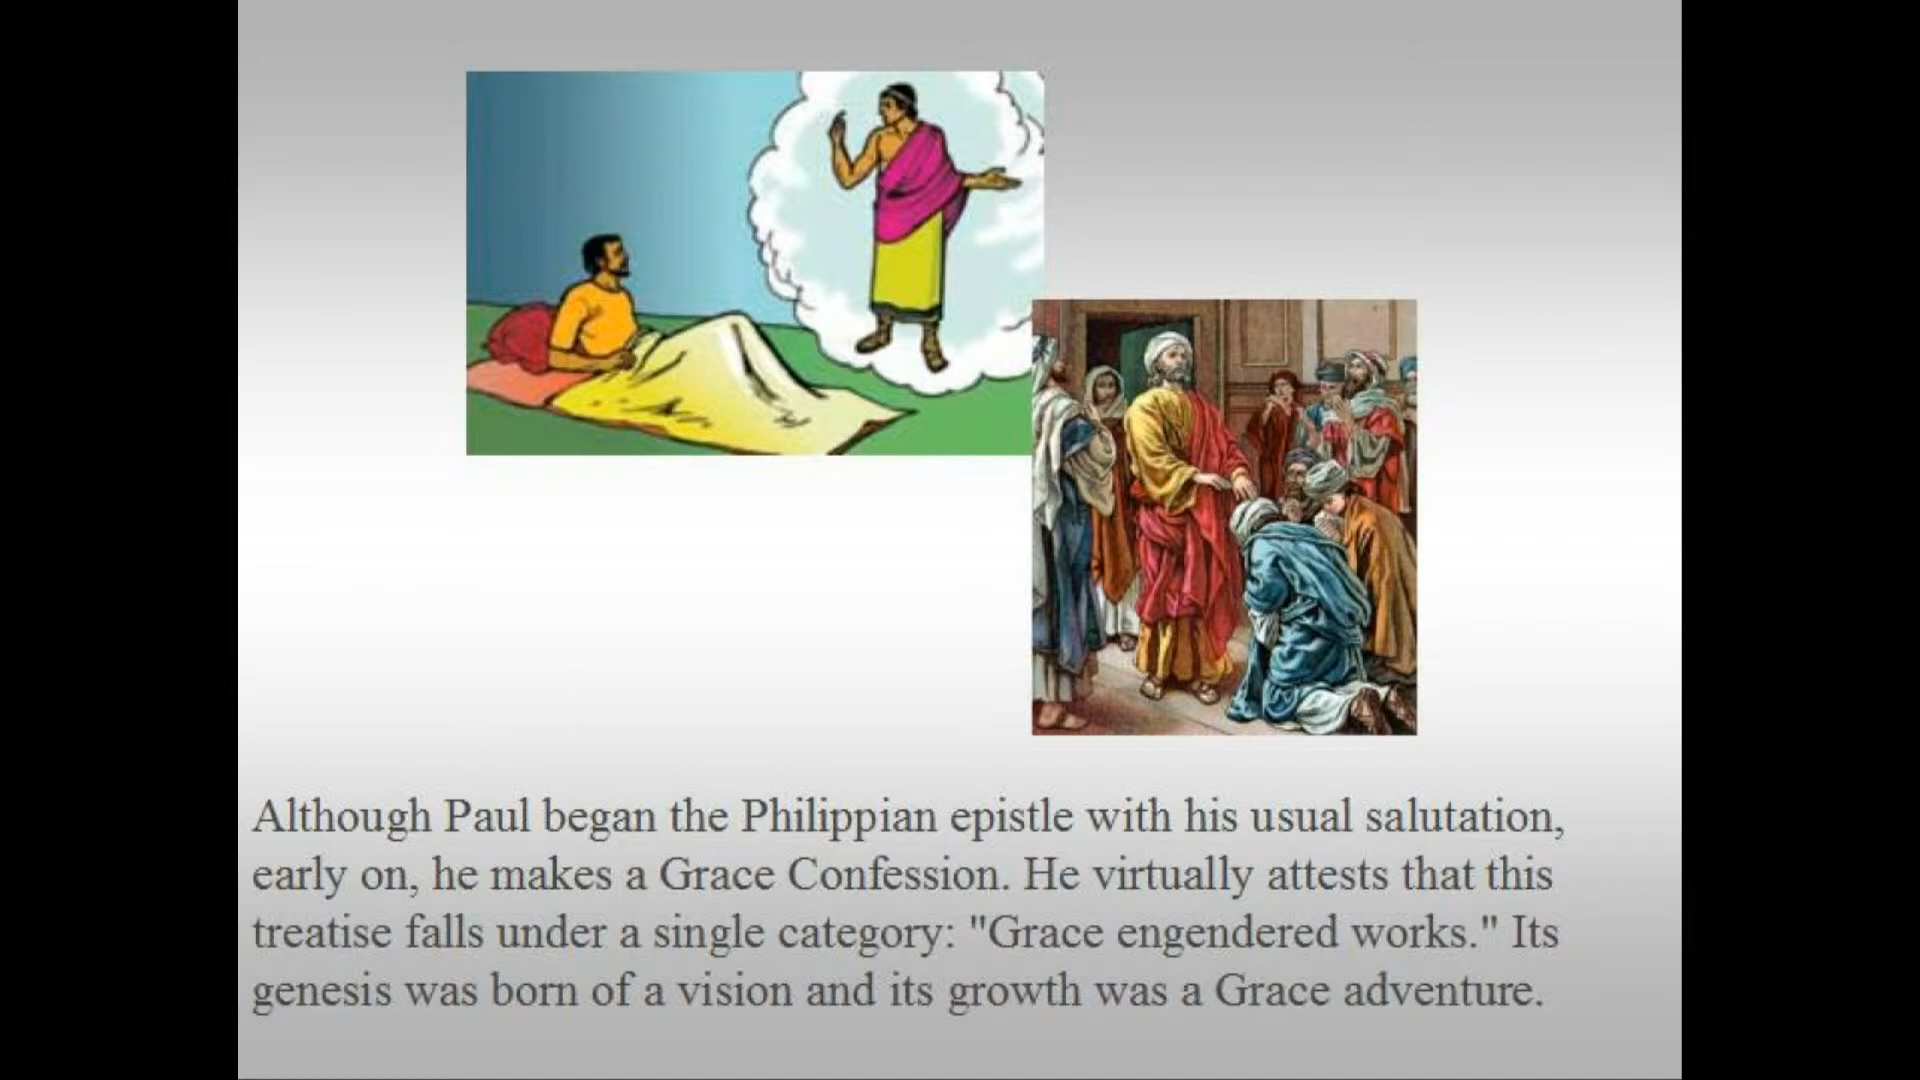 Although Paul began the Philippian epistle with his usual salutation,
early on, he makes a Grace Confession. He virtually attests that this
treatise falls under a single category: "Grace engendered works." Its
genesis was born of a vision and its growth was a Grace adventure.